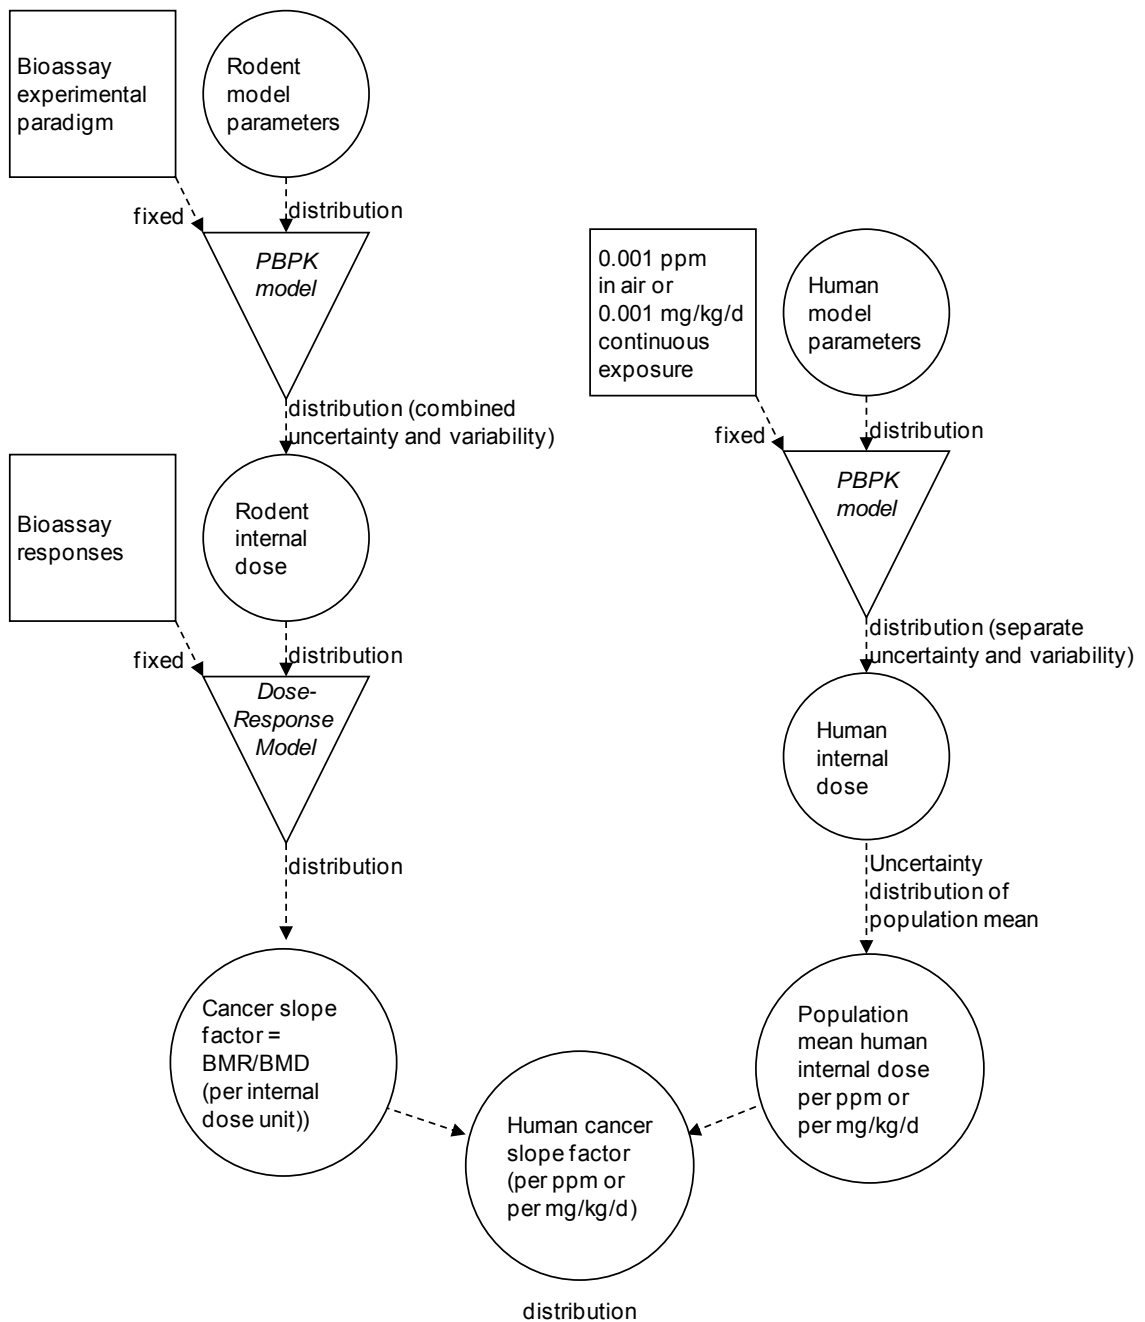 Bioassay
experimental
paradigm
Rodent
model
parameters
fixed
distribution
PBPK
model
distribution (combined
uncertainty and variability)
Bioassay
responses
Rodent
internal
dose
fixed
distribution
Dose-
Response
Model
distribution
Cancer slope
factor =
BMR/BMD
(per internal
dose unit))
0.001 ppm
in air or
0.001 mg/kg/d
continuous
exposure
Human
model
parameters
fixed
distribution
PBPK
model
distribution (separate
uncertainty and variability)
Human
internal
dose
Uncertainty
distribution of
population mean
Population
mean human
internal dose
per ppm or
per mg/kg/d
Human cancer
slope factor
(per ppm or
per mg/kg/d)
distribution